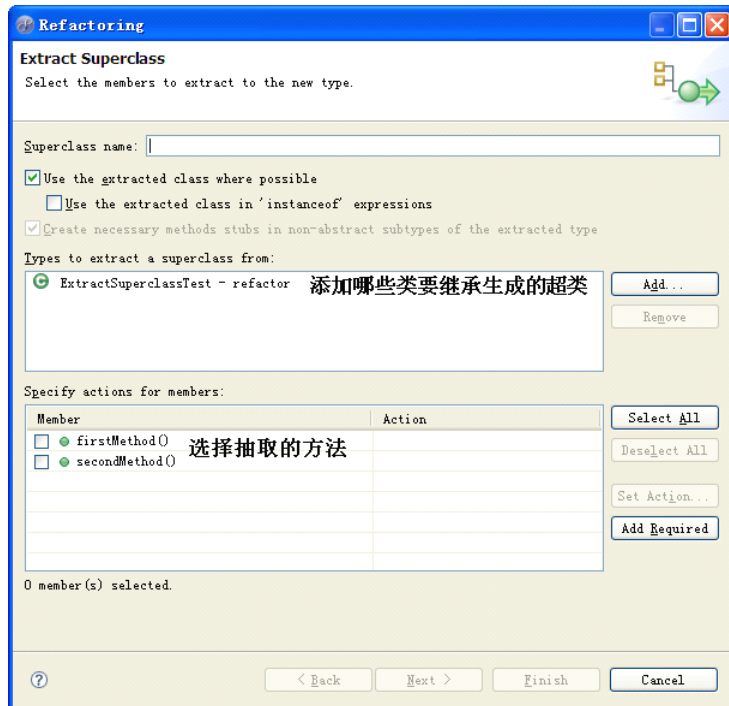 Refactoring
Extract Superclass
Select the members to extract to the new type.
Superclass name:
Use the extracted class where possible
Use the extracted class in 'instanceof' expressions
Create necessary methods stubs in non-abstract subtypes of the extracted type
Types to extract a superclass from:
ExtractSuperclassTest - refactor 添加哪些类要继承生成的超类
Add...
Remove
Specify actions for members:
Member Action
firstMethod()
secondMethod()
选择抽取的方法
Select All
Deselect All
Set Action...
Add Required
0 member(s) selected.
< Back Next > Finish Cancel